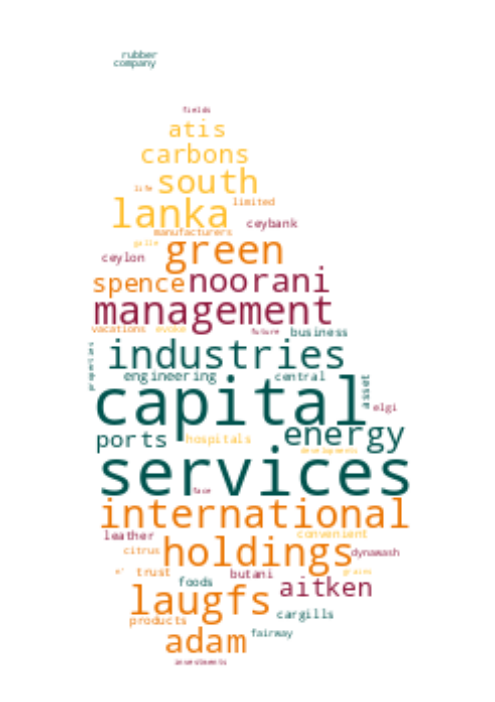 rubber
company
fields
atis
carbons
life south
limited
lanka
ceybank
manufacturers
galle
green
ceylon
spence noorani
management
vacations evoke future business
industries
engineering central
capital
asset
elgi
ports hospitals energy
development
services
face
international
leather convenient
citrus holdings dynawash
trust butani grains
foods aitken
laugfs
products cargills
adam fairway
investments